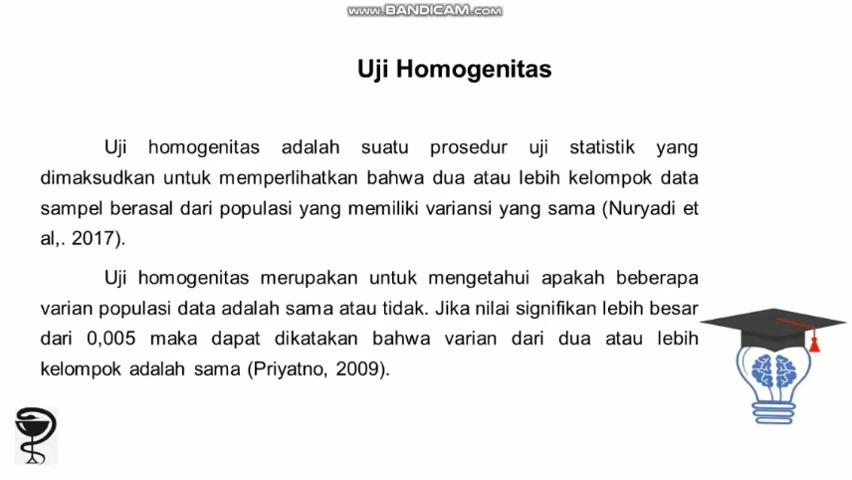 www.BANDICAM.com
Uji Homogenitas
Uji homogenitas adalah suatu prosedur uji statistik yang
dimaksudkan untuk memperlihatkan bahwa dua atau lebih kelompok data
sampel berasal dari populasi yang memiliki variansi yang sama (Nuryadi et
al,. 2017).
Uji homogenitas merupakan untuk mengetahui apakah beberapa
varian populasi data adalah sama atau tidak. Jika nilai signifikan lebih besar
dari 0,005 maka dapat dikatakan bahwa varian dari dua atau lebih
kelompok adalah sama (Priyatno, 2009).